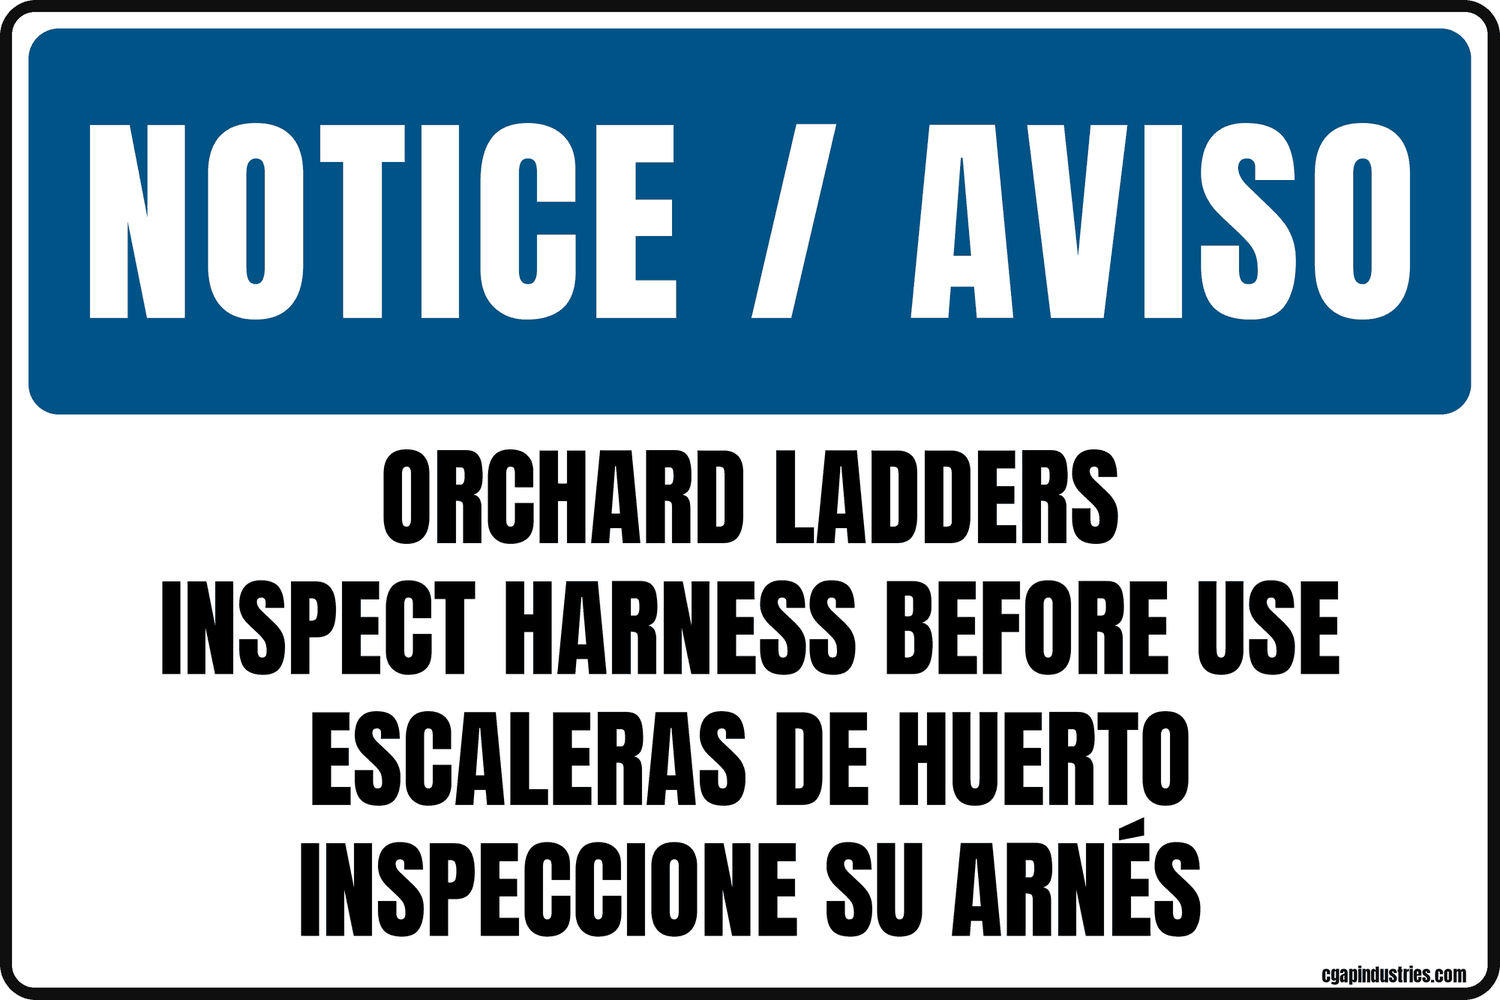 NOTICE / AVISO
ORCHARD LADDERS
INSPECT HARNESS BEFORE USE
ESCALERAS DE HUERTO
INSPECCIONE SU ARNÉS
cgapindustries.com